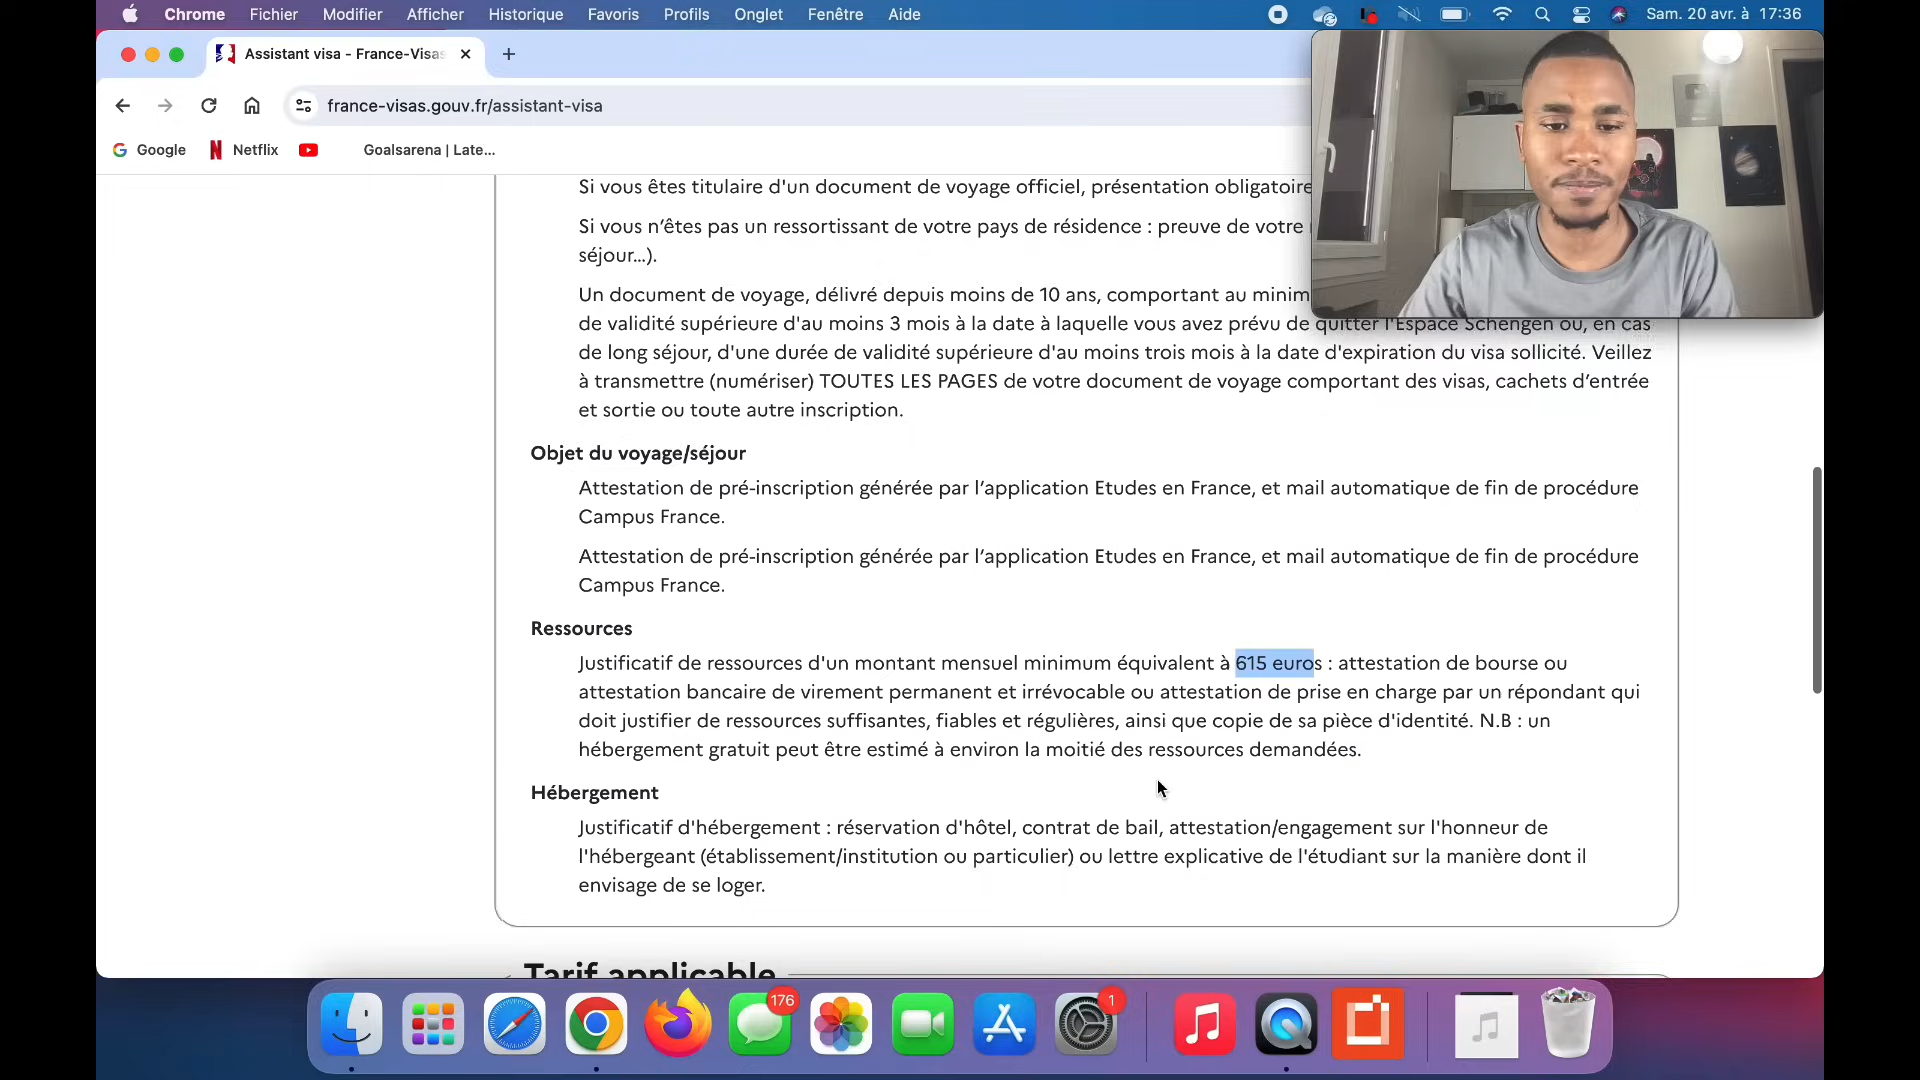 Chrome Fichier Modifier Afficher Historique Favoris Profils Onglet Fenêtre Aide Sam. 20 avr. à 17:36
Assistant visa - France-Visas
france-visas.gouv.fr/assistant-visa
Google Netflix Goalsarena | Late...
Si vous êtes titulaire d'un document de voyage officiel, présentation obligatoire
Si vous n’êtes pas un ressortissant de votre pays de résidence : preuve de votre
séjour...).
Un document de voyage, délivré depuis moins de 10 ans, comportant au minim
de validité supérieure d'au moins 3 mois à la date à laquelle vous avez prévu de quitter l'Espace Schengen ou, en cas
de long séjour, d'une durée de validité supérieure d'au moins trois mois à la date d'expiration du visa sollicité. Veillez
à transmettre (numériser) TOUTES LES PAGES de votre document de voyage comportant des visas, cachets d’entrée
et sortie ou toute autre inscription.
Objet du voyage/séjour
Attestation de pré-inscription générée par l’application Etudes en France, et mail automatique de fin de procédure
Campus France.
Attestation de pré-inscription générée par l’application Etudes en France, et mail automatique de fin de procédure
Campus France.
Ressources
Justificatif de ressources d'un montant mensuel minimum équivalent à 615 euros : attestation de bourse ou
attestation bancaire de virement permanent et irrévocable ou attestation de prise en charge par un répondant qui
doit justifier de ressources suffisantes, fiables et régulières, ainsi que copie de sa pièce d'identité. N.B : un
hébergement gratuit peut être estimé à environ la moitié des ressources demandées.
Hébergement
Justificatif d'hébergement : réservation d'hôtel, contrat de bail, attestation/engagement sur l'honneur de
l'hébergeant (établissement/institution ou particulier) ou lettre explicative de l'étudiant sur la manière dont il
envisage de se loger.
Tarif applicable
176
1